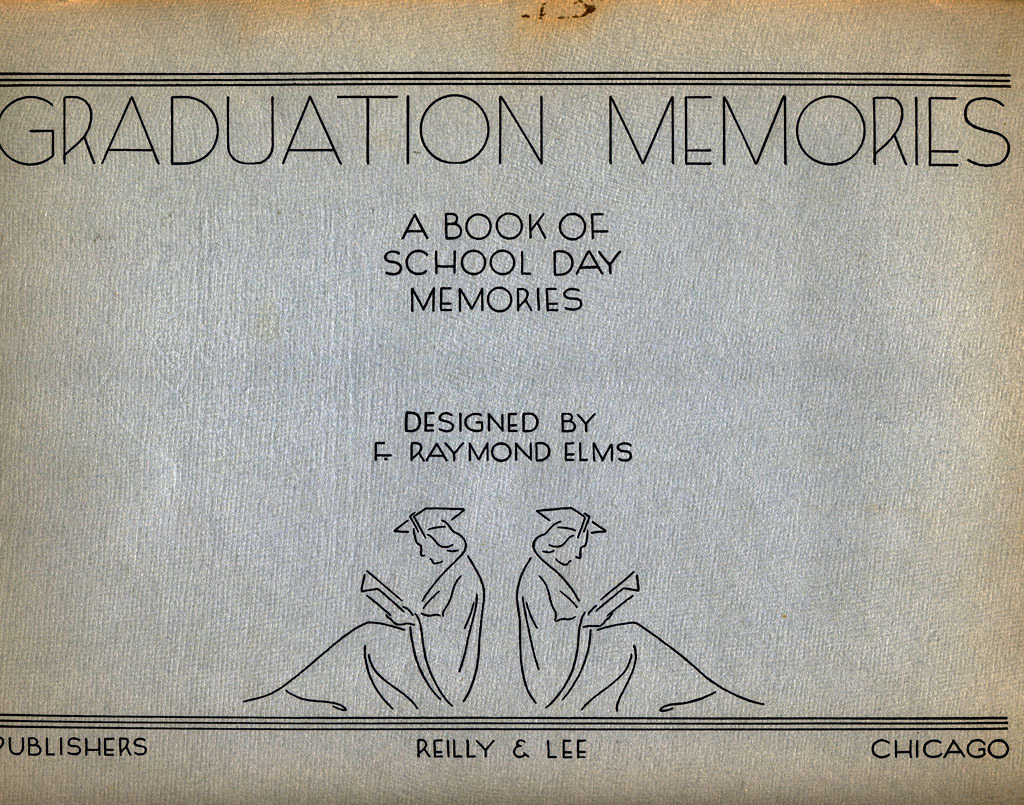 GRADUATION MEMORIES
A BOOK OF
SCHOOL DAY
MEMORIES
DESIGNED BY
F. RAYMOND ELMS
PUBLISHERS REILLY & LEE CHICAGO